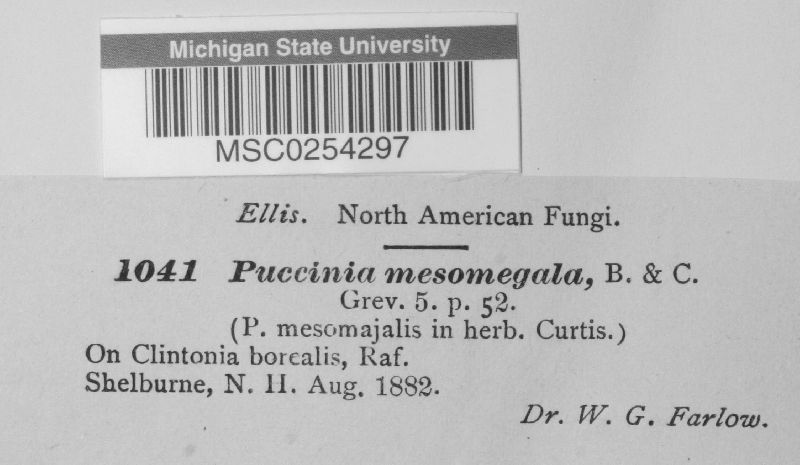 Michigan State University
MSC0254297
Ellis. North American Fungi.
1041 Puccinia mesomegala, B. & C.
Grev. 5. p. 52.
(P. mesomajalis in herb. Curtis.)
On Clintonia borealis, Raf.
Shelburne, N. H. Aug. 1882.
Dr. W. G. Farlow.